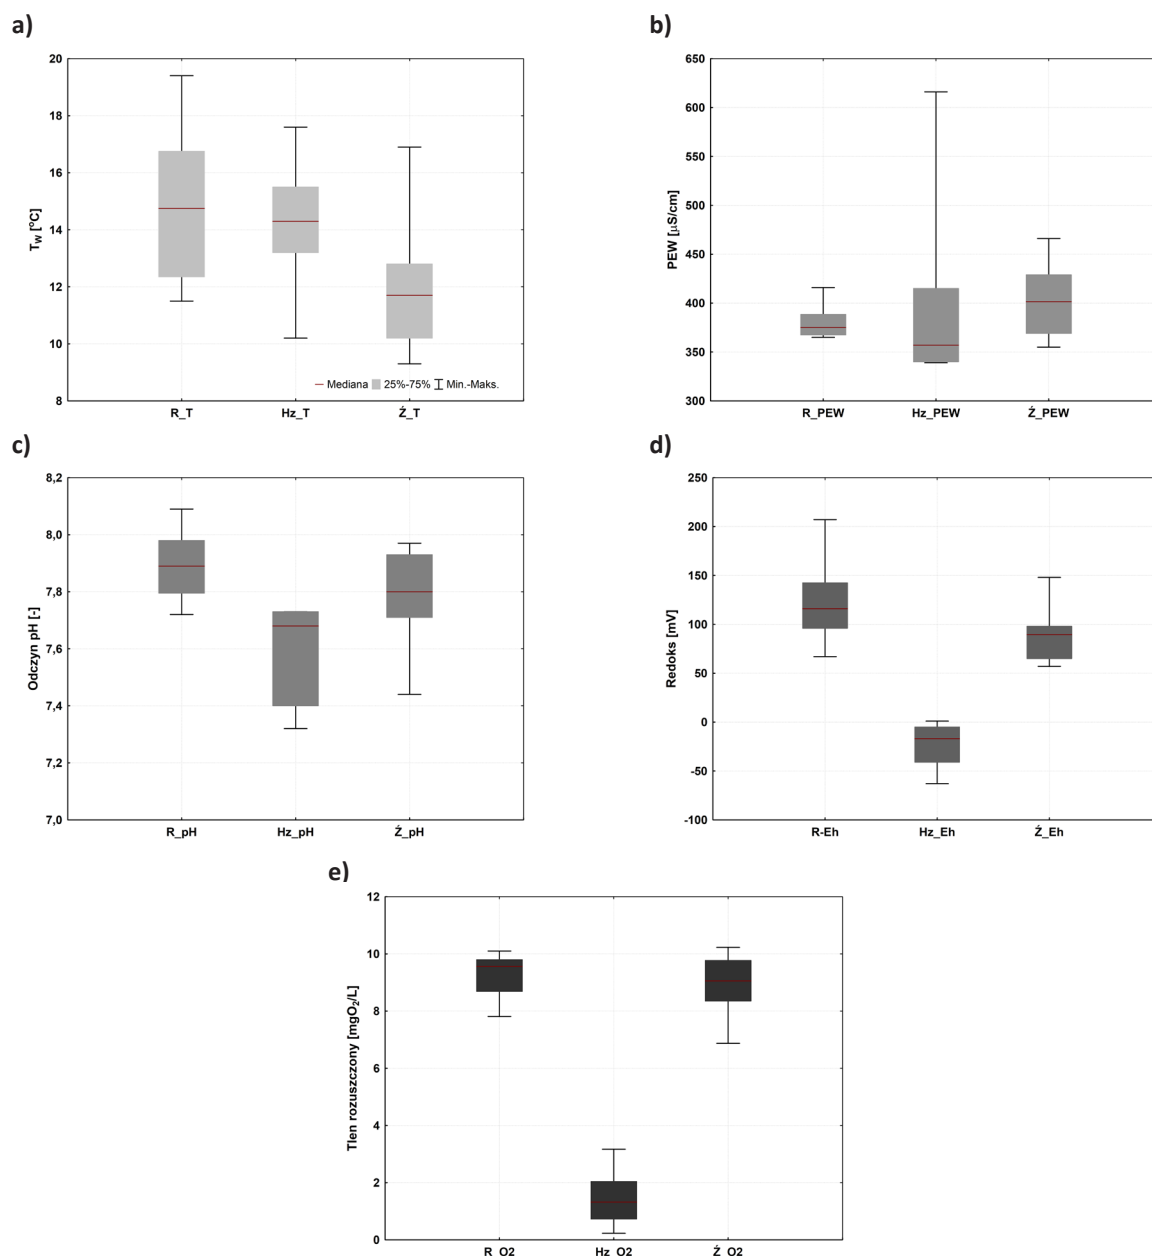 a)
20
18
16
14
12
10
8
T_W [°C]
Mediana 25%-75% Min.-Maks.
R_T Hz_T Ź_T
b)
650
600
550
500
450
400
350
300
PEW [µS/cm]
R_PEW Hz_PEW Ź_PEW
c)
8,2
8,0
7,8
7,6
7,4
7,2
7,0
Odczyn pH [-]
R_pH Hz_pH Ź_pH
d)
250
200
150
100
50
0
-50
-100
Redoks [mV]
R-Eh Hz_Eh Ź_Eh
e)
12
10
8
6
4
2
0
Tlen rozuszczony [mgO₂/L]
R_O2 Hz_O2 Ź_O2